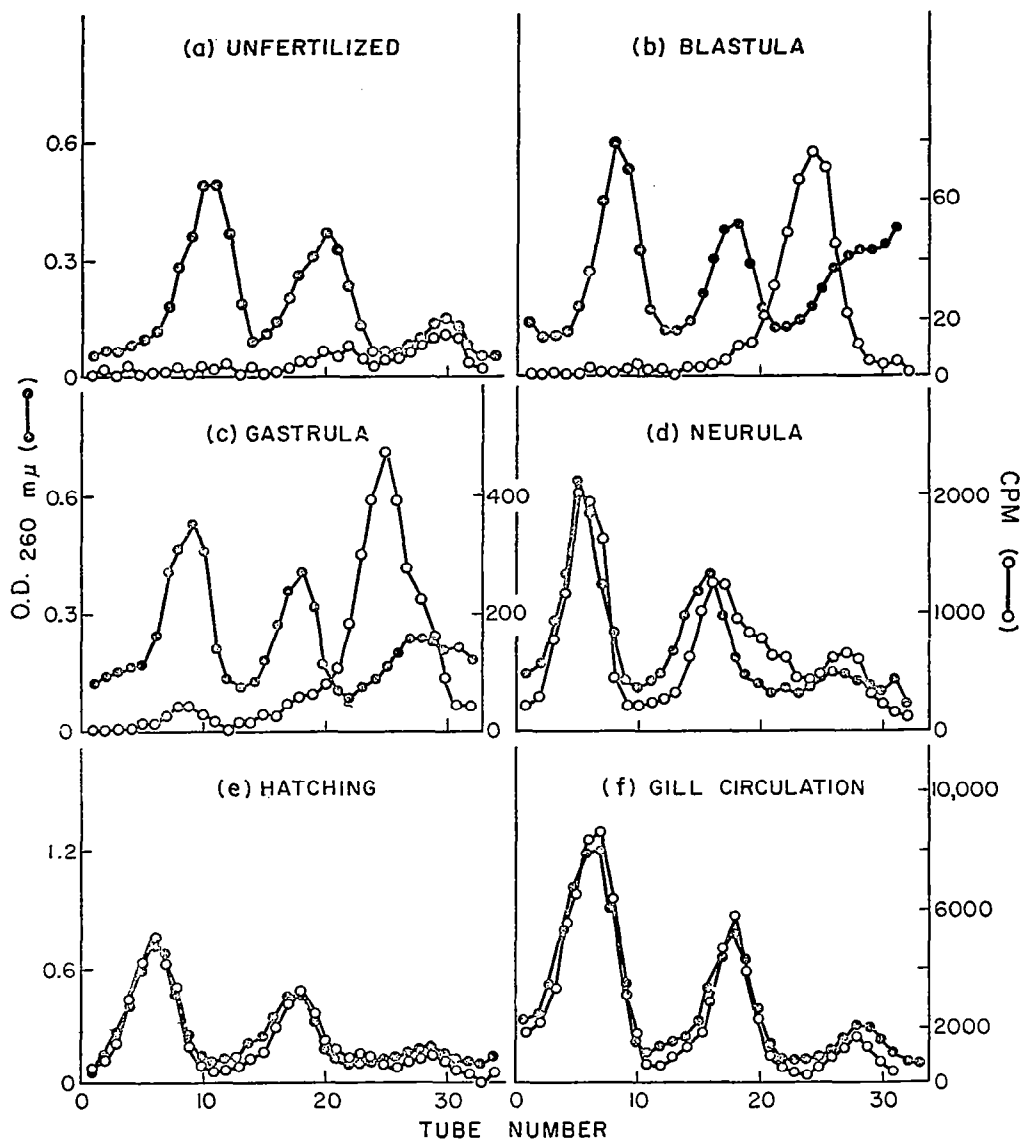 (a) UNFERTILIZED
(b) BLASTULA
0.6
0.3
0
60
20
0
(c) GASTRULA
(d) NEURULA
0.6
0.3
0
400
200
0
2000
1000
0
O.D. 260 mμ
CPM
(e) HATCHING
(f) GILL CIRCULATION
1.2
0.6
0
10,000
6000
2000
0
0 10 20 30
0 10 20 30
TUBE NUMBER